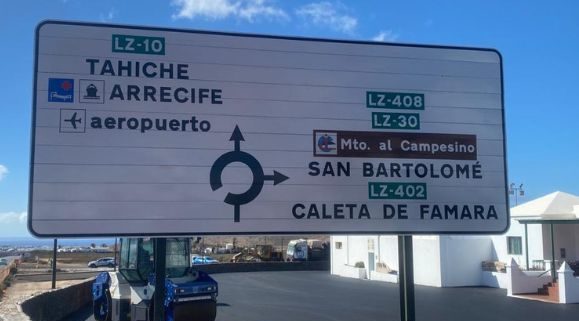 LZ-10
TAHICHE
ARRECIFE
aeropuerto
LZ-408
LZ-30
Mto. al Campesino
SAN BARTOLOMÉ
LZ-402
CALETA DE FAMARA